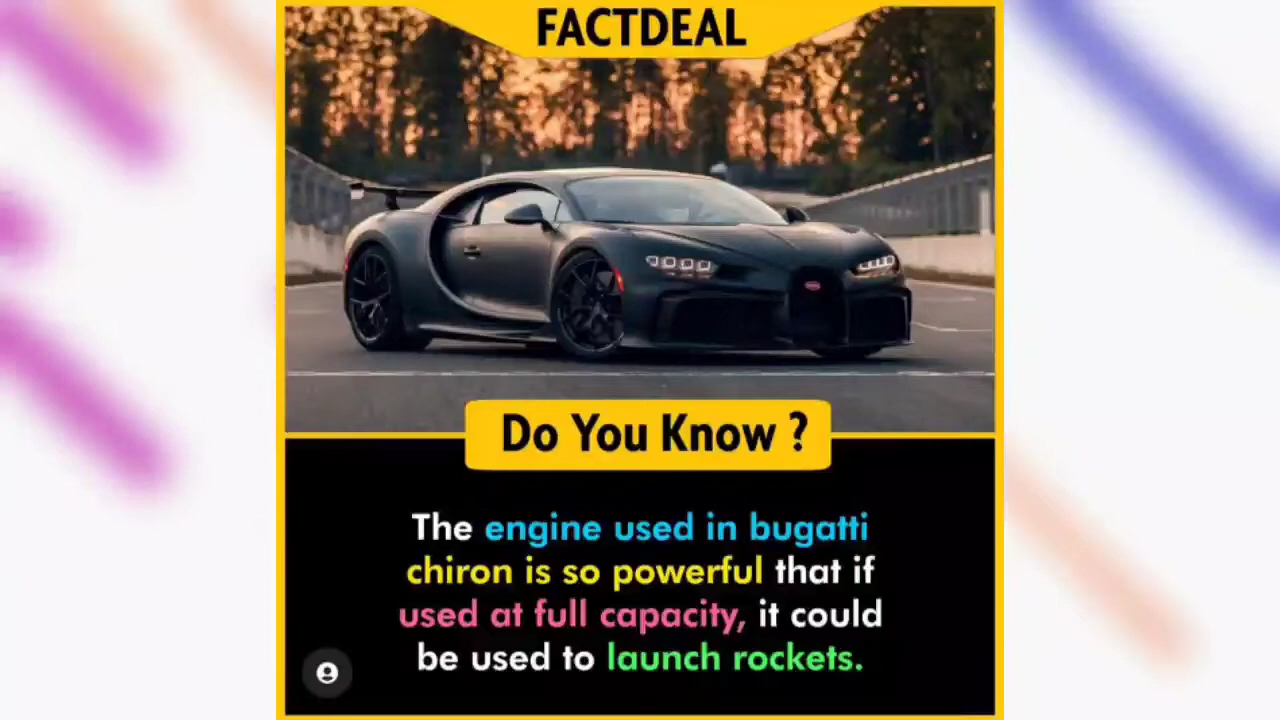 FACTDEAL
Do You Know ?
The engine used in bugatti
chiron is so powerful that if
used at full capacity, it could
be used to launch rockets.